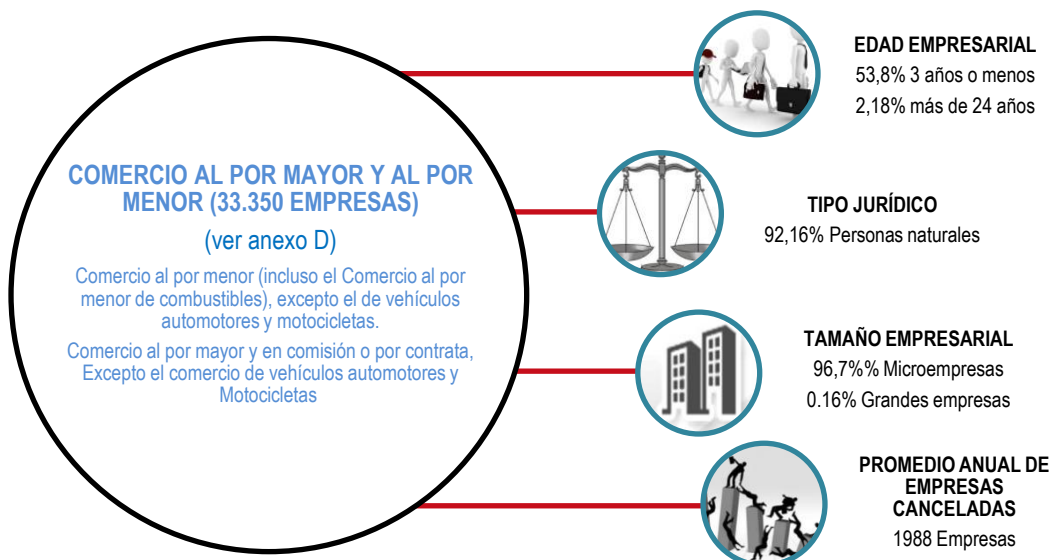 COMERCIO AL POR MAYOR Y AL POR
MENOR (33.350 EMPRESAS)
(ver anexo D)
Comercio al por menor (incluso el Comercio al por
menor de combustibles), excepto el de vehículos
automotores y motocicletas.
Comercio al por mayor y en comisión o por contrata,
Excepto el comercio de vehículos automotores y
Motocicletas
EDAD EMPRESARIAL
53,8% 3 años o menos
2,18% más de 24 años
TIPO JURÍDICO
92,16% Personas naturales
TAMAÑO EMPRESARIAL
96,7%% Microempresas
0.16% Grandes empresas
PROMEDIO ANUAL DE
EMPRESAS
CANCELADAS
1988 Empresas